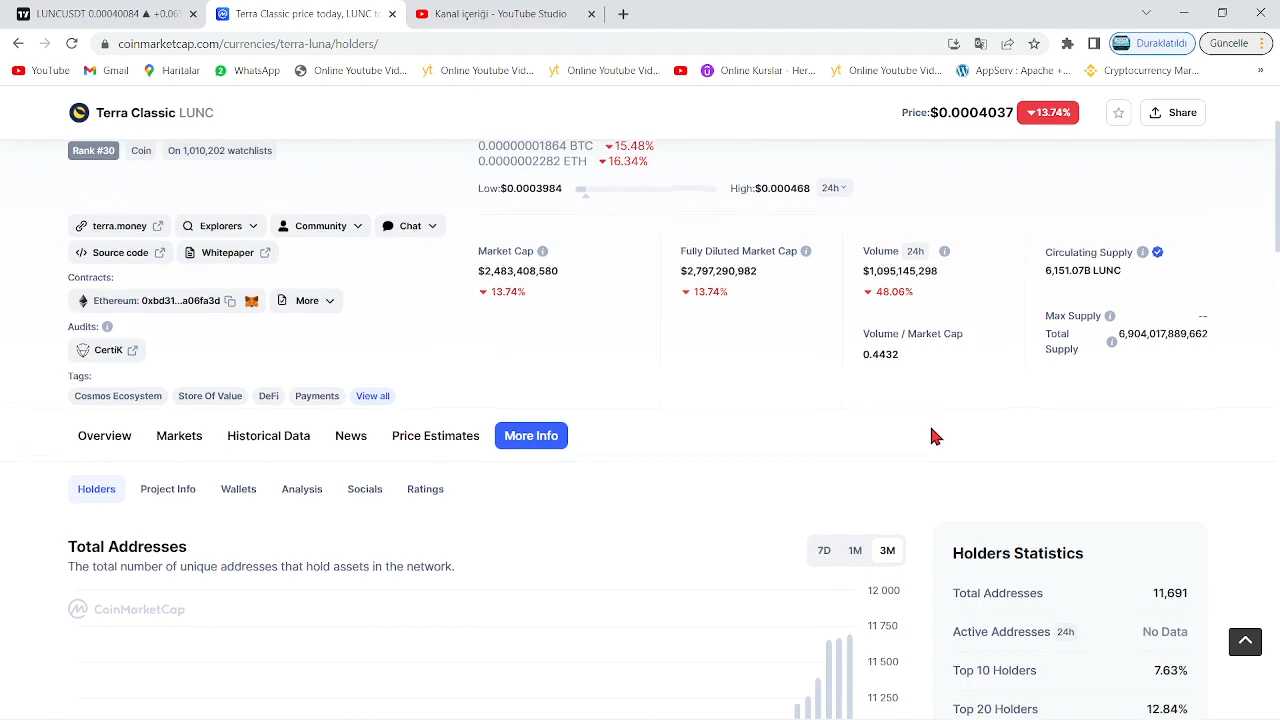 LUNCUSDT 0.00040084 ▲ +0.06
Terra Classic price today, LUNC to
Kanal içeriği - YouTube Studio
coinmarketcap.com/currencies/terra-luna/holders/
Duraklatıldı
Güncelle
YouTube
Gmail
Haritalar
WhatsApp
Online Youtube Vid...
Online Youtube Vid...
Online Youtube Vid...
Online Kurslar - Her...
Online Youtube Vid...
AppServ : Apache +...
Cryptocurrency Mar...
»
Terra Classic LUNC
Price: $0.0004037 13.74%
Share
Rank #30 Coin On 1,010,202 watchlists
0.00000001864 BTC 15.48%
0.0000002282 ETH 16.34%
Low: $0.0003984
High: $0.000468
24h
terra.money Explorers Community Chat
Source code Whitepaper
Contracts:
Ethereum: 0xbd31...a06fa3d More
Audits:
CertiK
Tags:
Cosmos Ecosystem Store Of Value DeFi Payments View all
Market Cap
$2,483,408,580
13.74%
Fully Diluted Market Cap
$2,797,290,982
13.74%
Volume 24h
$1,095,145,298
48.06%
Volume / Market Cap
0.4432
Circulating Supply
6,151.07B LUNC
Max Supply --
Total Supply 6,904,017,889,662
Overview Markets Historical Data News Price Estimates More Info
Holders Project Info Wallets Analysis Socials Ratings
Total Addresses
The total number of unique addresses that hold assets in the network.
7D 1M 3M
CoinMarketCap
12 000
11 750
11 500
11 250
Holders Statistics
Total Addresses 11,691
Active Addresses 24h No Data
Top 10 Holders 7.63%
Top 20 Holders 12.84%